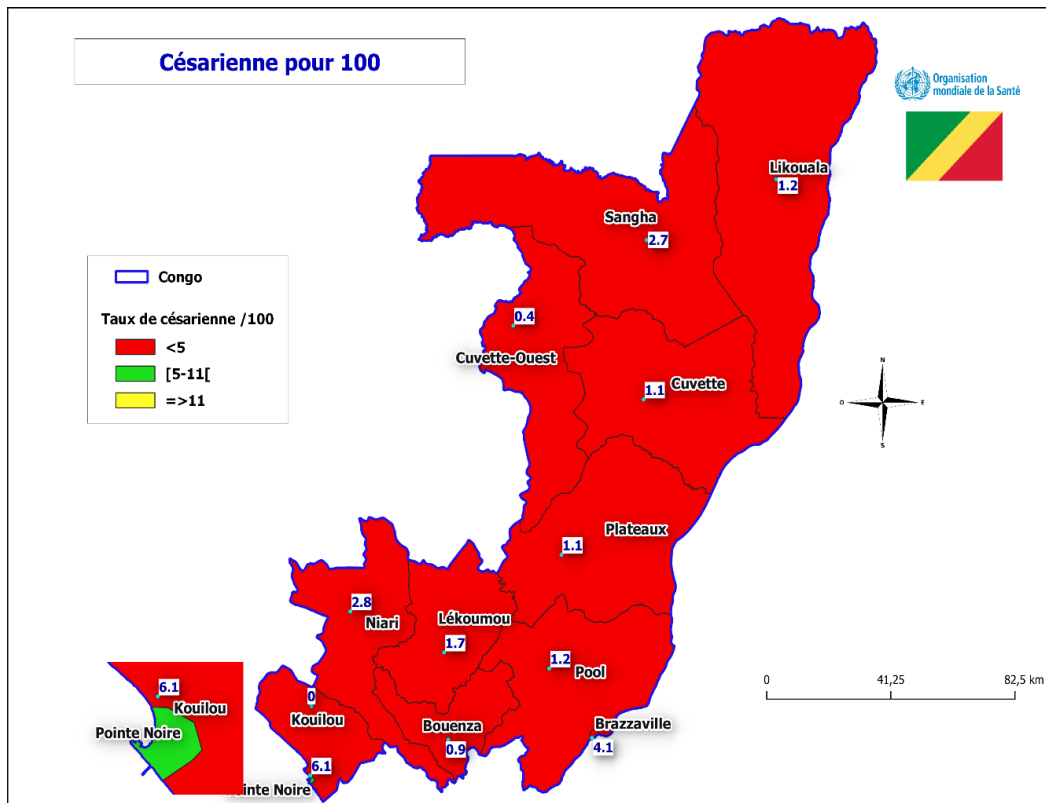 Césarienne pour 100
Organisation
mondiale de la Santé
Likouala
1.2
Sangha
2.7
Congo
Taux de césarienne /100
<5
[5-11[
=>11
0.4
Cuvette-Ouest
Cuvette
1.1
N
O
E
S
Plateaux
1.1
2.8
Niari
Lékoumou
1.7
1.2
Pool
0
41,25
82,5 km
6.1
Kouilou
Pointe Noire
0
Kouilou
Bouenza
0.9
Brazzaville
4.1
6.1
Pointe Noire